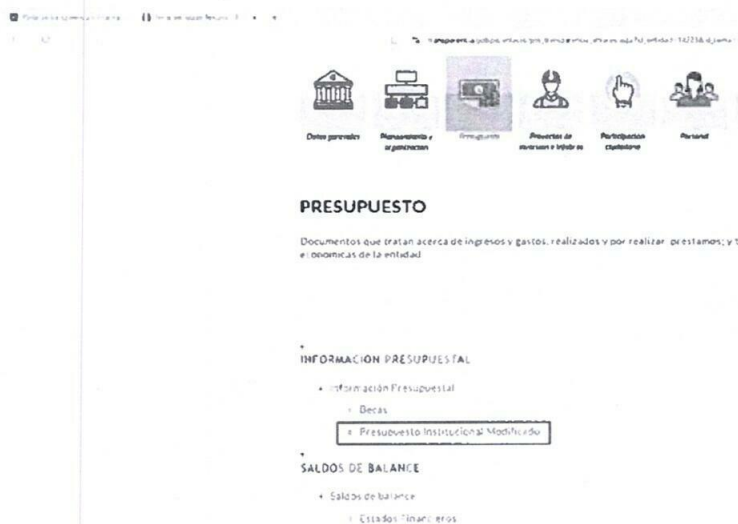 Datos generales
Planeamiento y organización
Presupuesto
Proyectos de inversión e Infobras
Participación ciudadana
Personal
PRESUPUESTO
Documentos que tratan acerca de ingresos y gastos, realizados y por realizar, prestamos; y
económicas de la entidad
INFORMACIÓN PRESUPUESTAL
Información Presupuestal
Becas
Presupuesto Institucional Modificado
SALDOS DE BALANCE
Saldos de balance
Estados Financieros